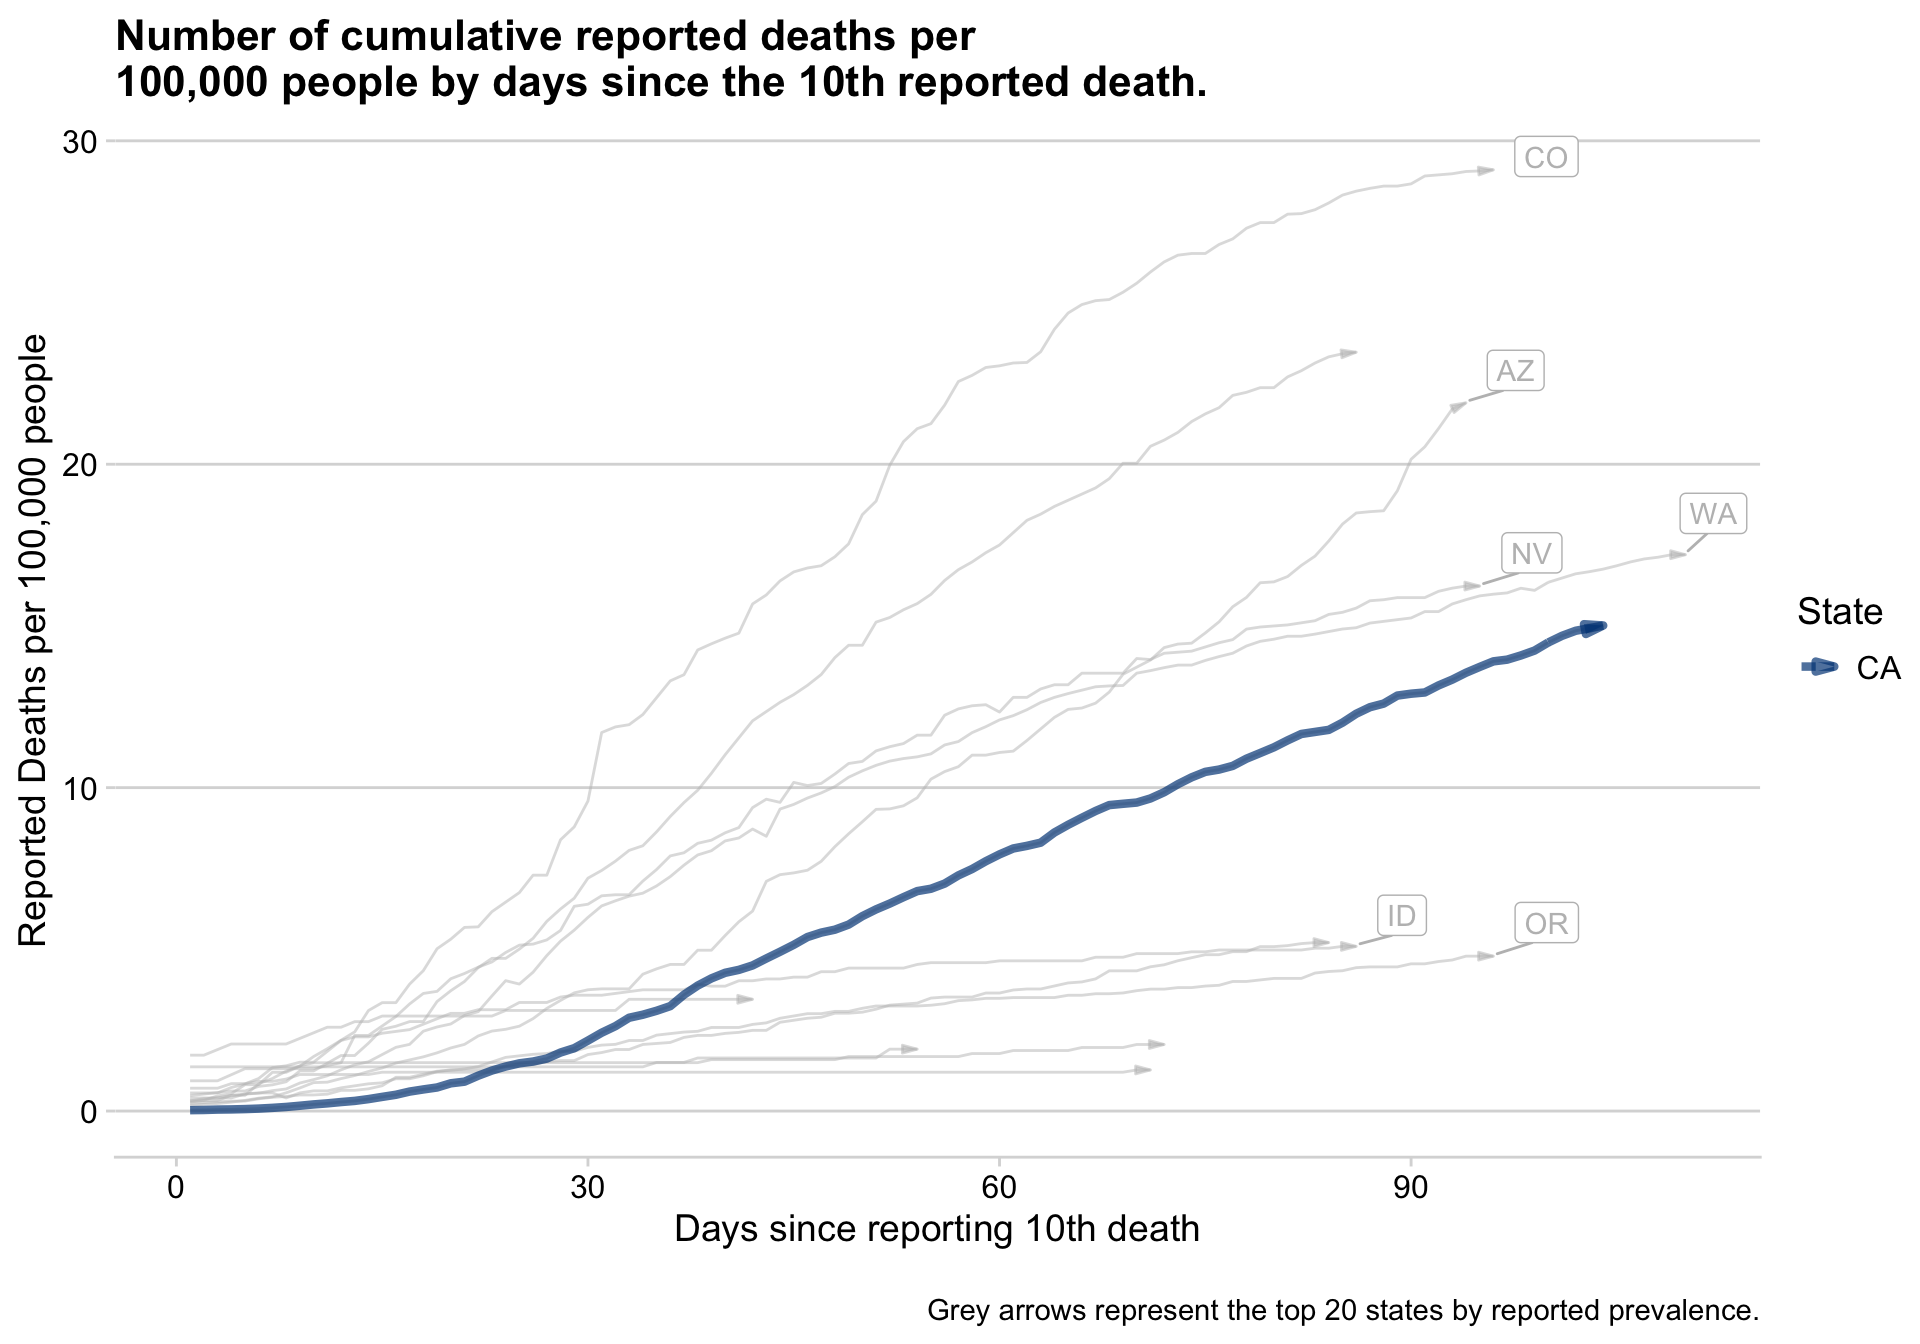 Number of cumulative reported deaths per
100,000 people by days since the 10th reported death.
Reported Deaths per 100,000 people
30
20
10
0
CO
AZ
WA
NV
ID
OR
State
CA
0
30
60
90
Days since reporting 10th death
Grey arrows represent the top 20 states by reported prevalence.